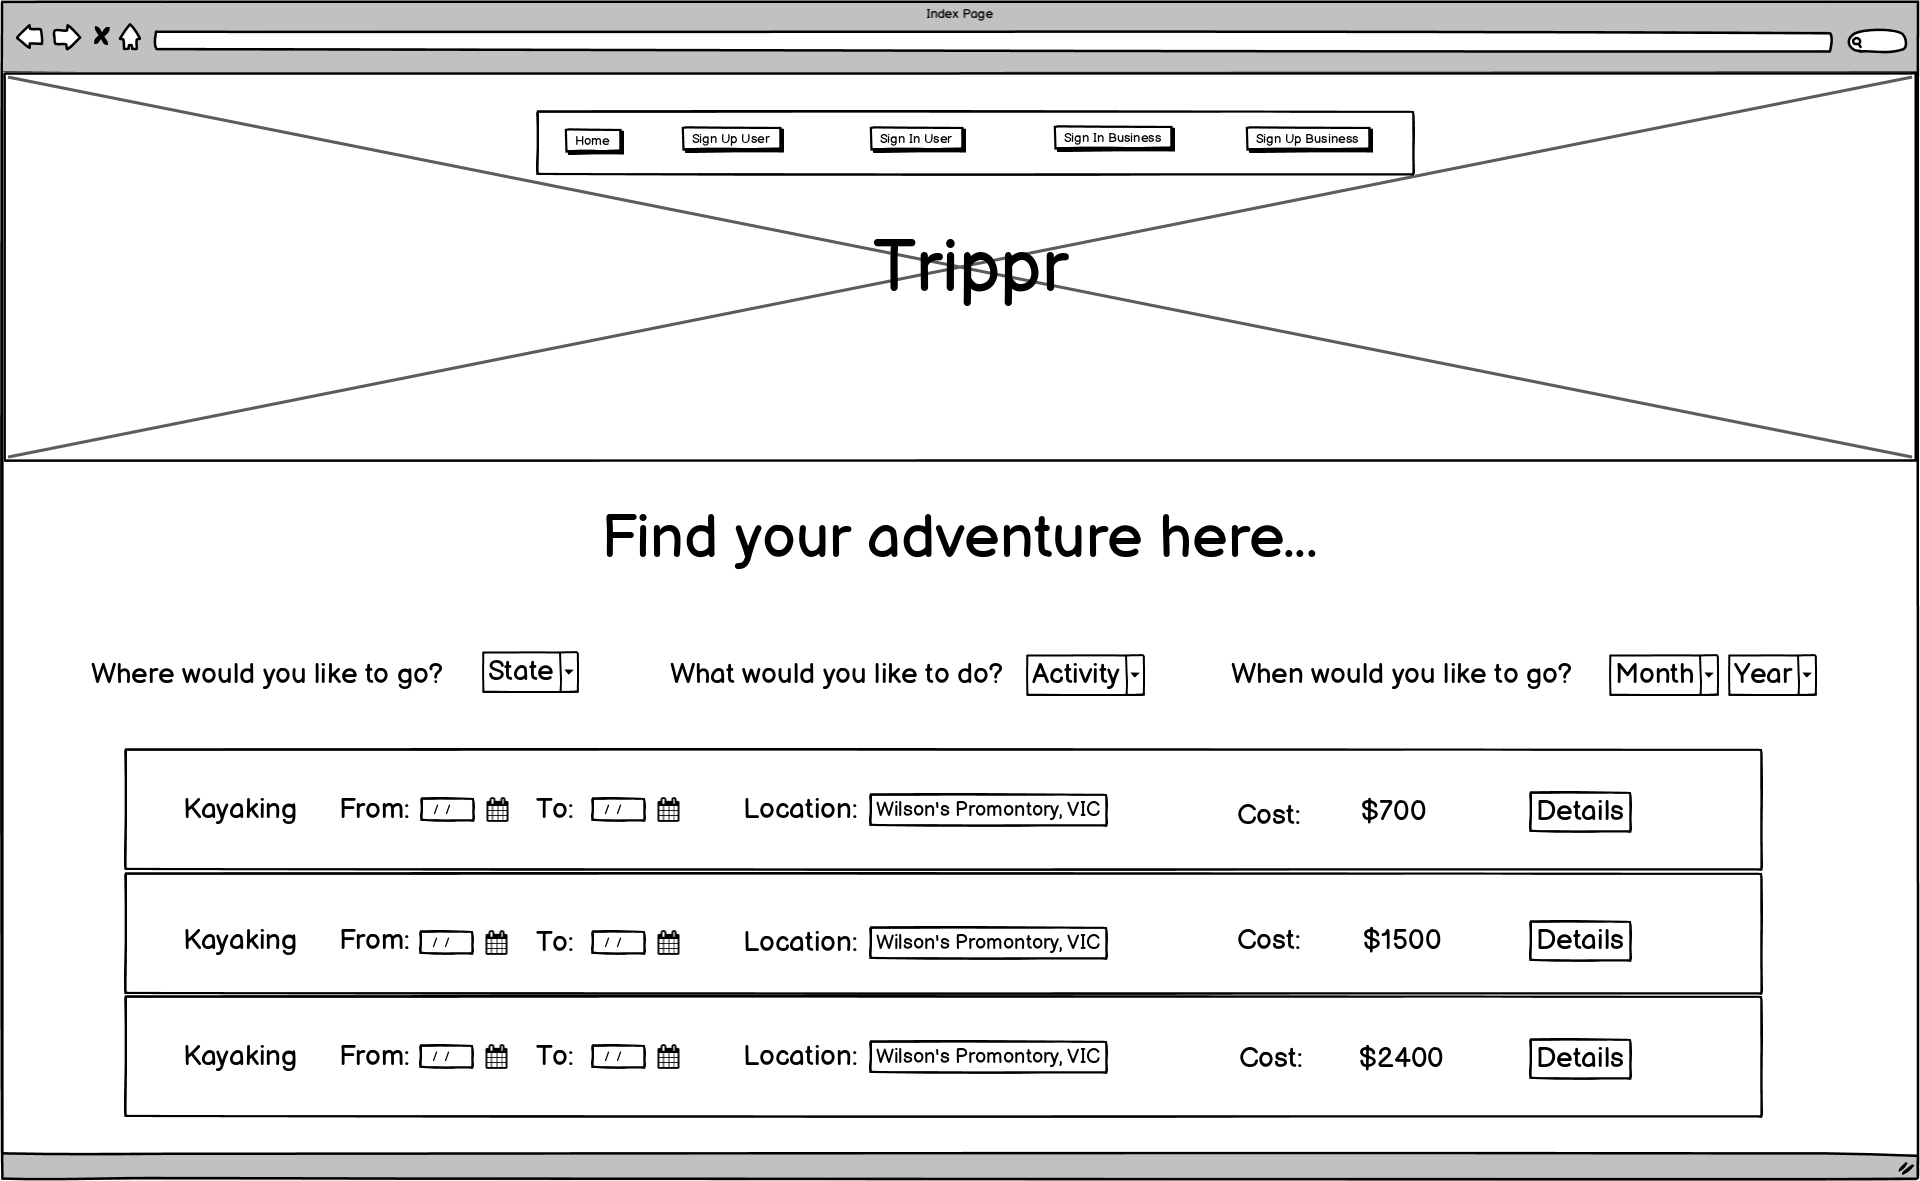 Index Page
Home Sign Up User Sign In User Sign In Business Sign Up Business
Trippr
Find your adventure here...
Where would you like to go? State What would you like to do? Activity When would you like to go? Month Year
Kayaking From: / / To: / / Location: Wilson's Promontory, VIC Cost: $700 Details
Kayaking From: / / To: / / Location: Wilson's Promontory, VIC Cost: $1500 Details
Kayaking From: / / To: / / Location: Wilson's Promontory, VIC Cost: $2400 Details